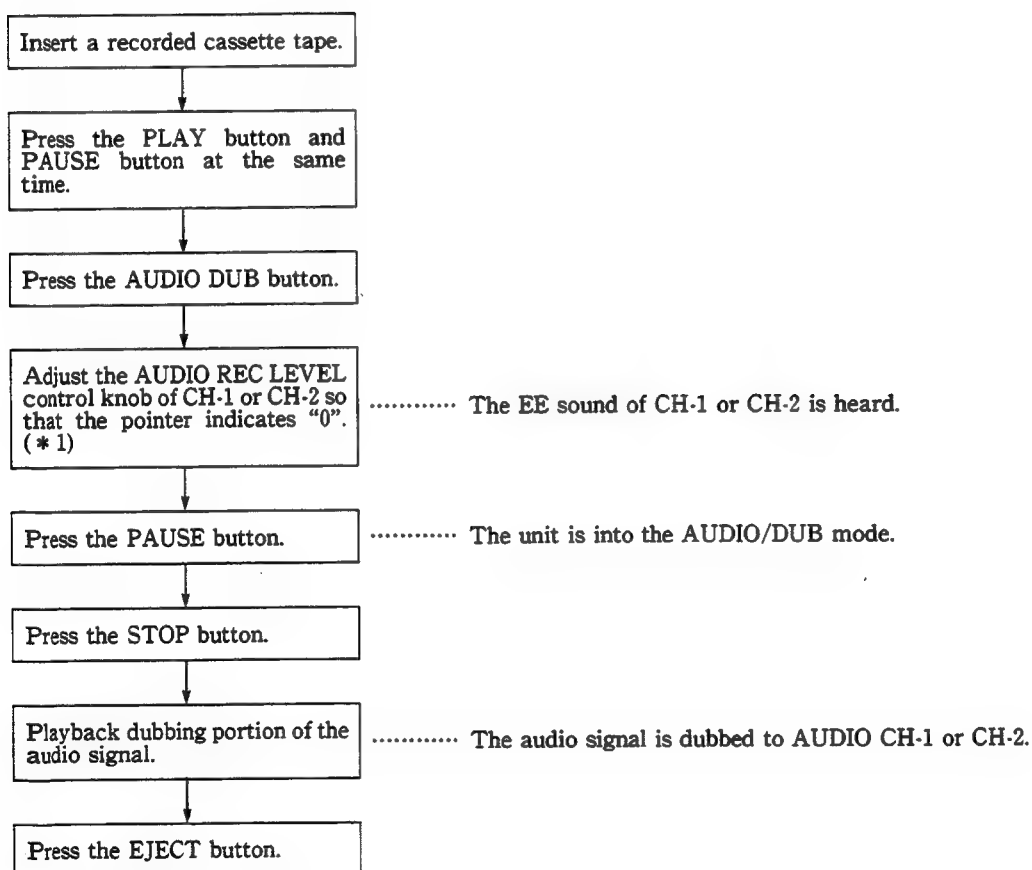 Insert a recorded cassette tape.
Press the PLAY button and
PAUSE button at the same
time.
Press the AUDIO DUB button.
Adjust the AUDIO REC LEVEL
control knob of CH-1 or CH-2 so
that the pointer indicates “0”.
(* 1)
············ The EE sound of CH-1 or CH-2 is heard.
Press the PAUSE button.
············ The unit is into the AUDIO/DUB mode.
Press the STOP button.
Playback dubbing portion of the
audio signal.
············ The audio signal is dubbed to AUDIO CH-1 or CH-2.
Press the EJECT button.